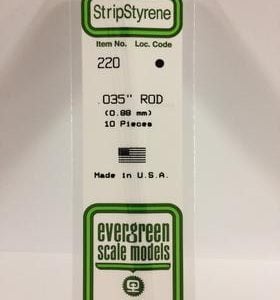 StripStyrene
Item No. Loc. Code
220
.035" ROD
(0.88 mm)
10 Pieces
Made in U.S.A.
evergreen
scale models